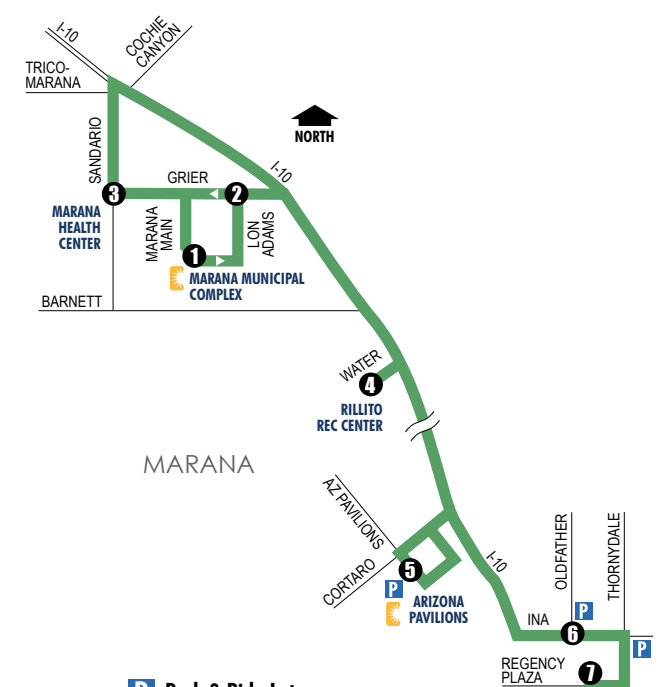 I-10
COCHIE
CANYON
TRICO-
MARANA
NORTH
SANDARIO
I-10
GRIER
3
2
MARANA
HEALTH
CENTER
MARANA
MAIN
LON
ADAMS
1
MARANA MUNICIPAL
COMPLEX
BARNETT
WATER
4
RILLITO
REC CENTER
MARANA
AZ PAVILIONS
CORTARO
5
P
ARIZONA
PAVILIONS
I-10
OLDFATHER
THORNYDALE
P
INA
6
P
REGENCY
PLAZA
7